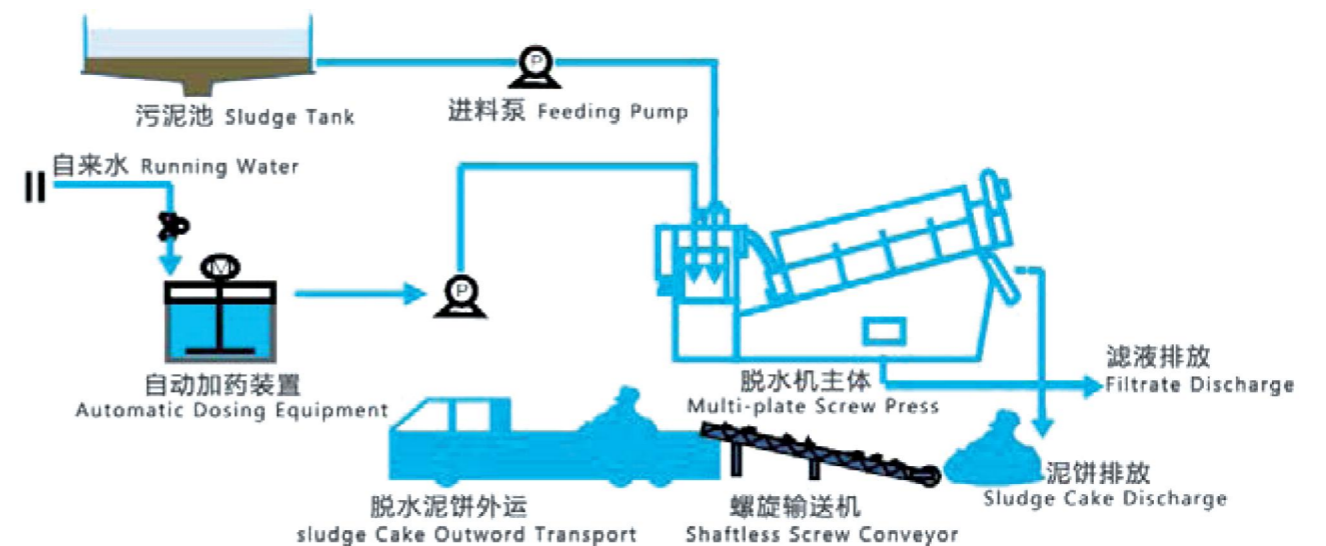 污泥池 Sludge Tank
进料泵 Feeding Pump
P
自来水 Running Water
M
P
自动加药装置
Automatic Dosing Equipment
脱水机主体
Multi-plate Screw Press
滤液排放
Filtrate Discharge
泥饼排放
Sludge Cake Discharge
脱水泥饼外运
sludge Cake Outword Transport
螺旋输送机
Shaftless Screw Conveyor